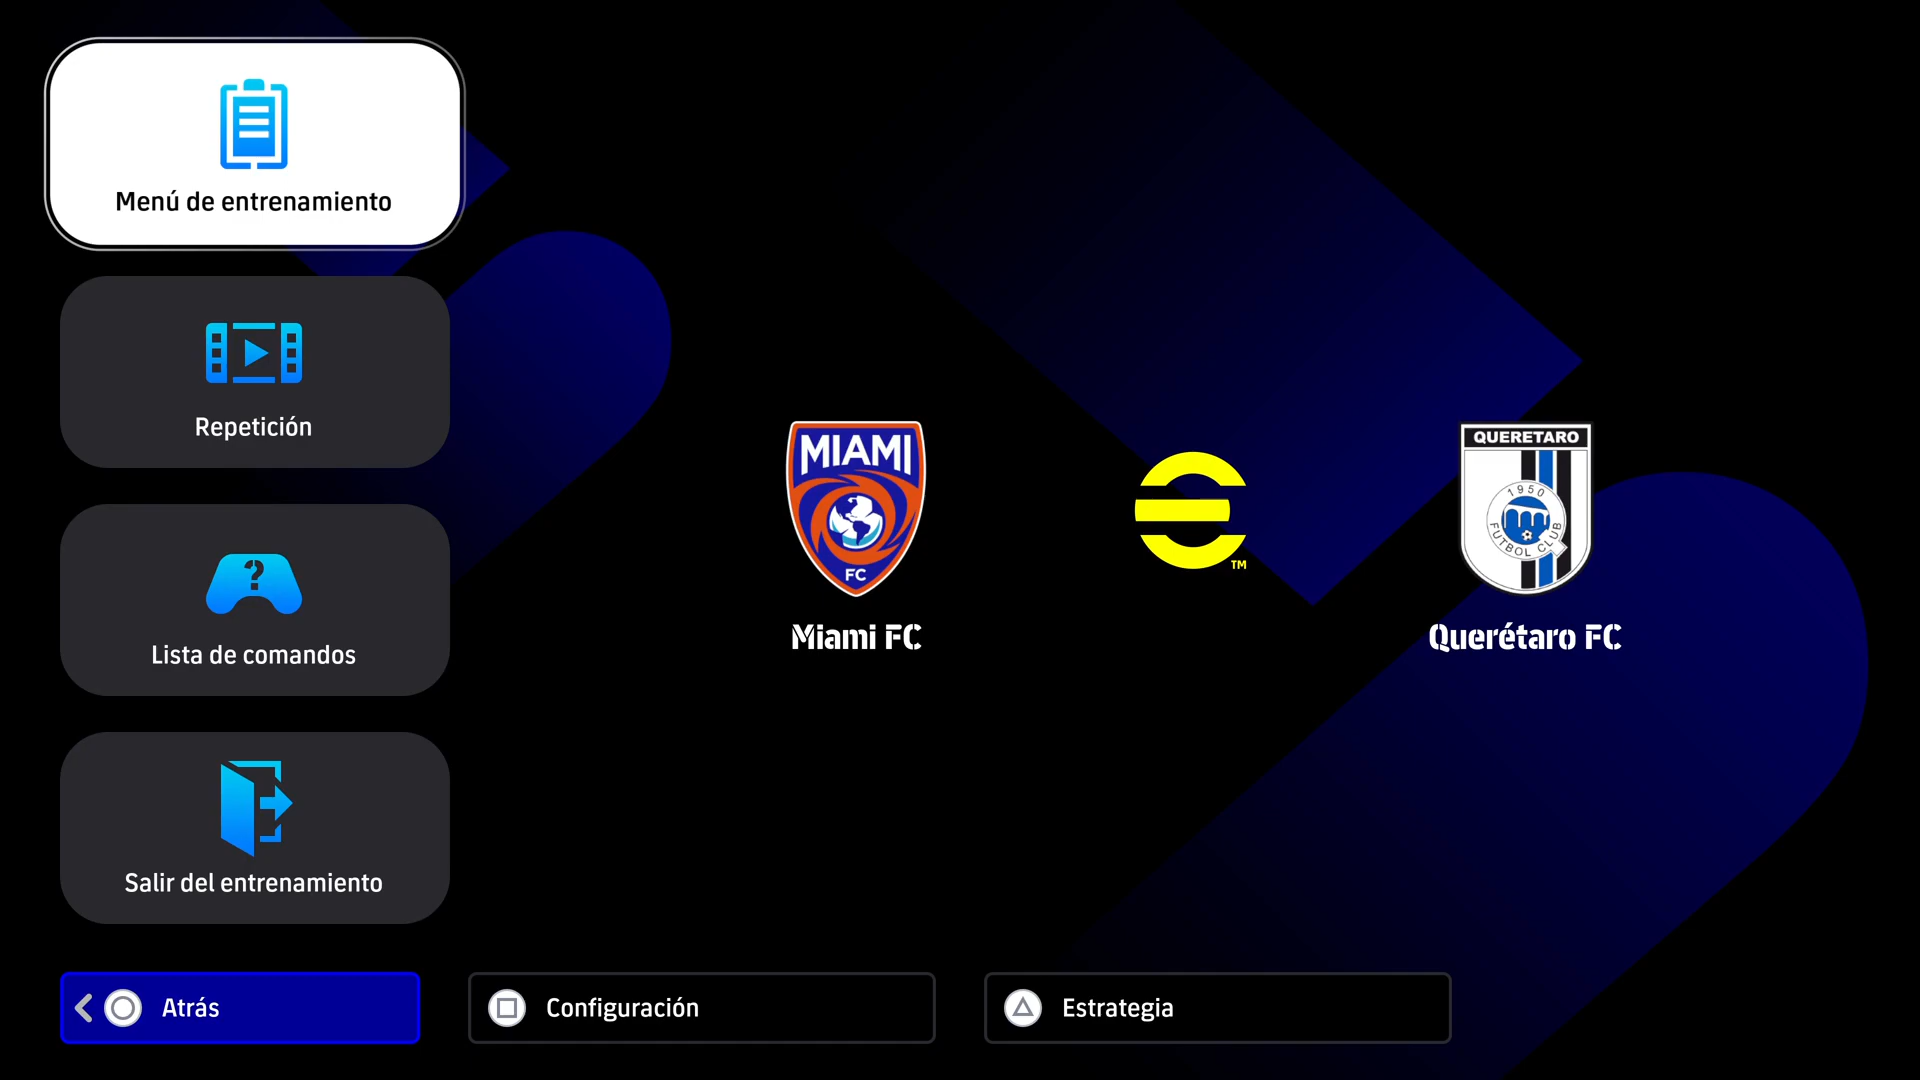 Menú de entrenamiento
Repetición
Lista de comandos
Salir del entrenamiento
MIAMI
FC
Miami FC
TM
QUERETARO
1950
FUTBOL CLUB
Querétaro FC
Atrás
Configuración
Estrategia